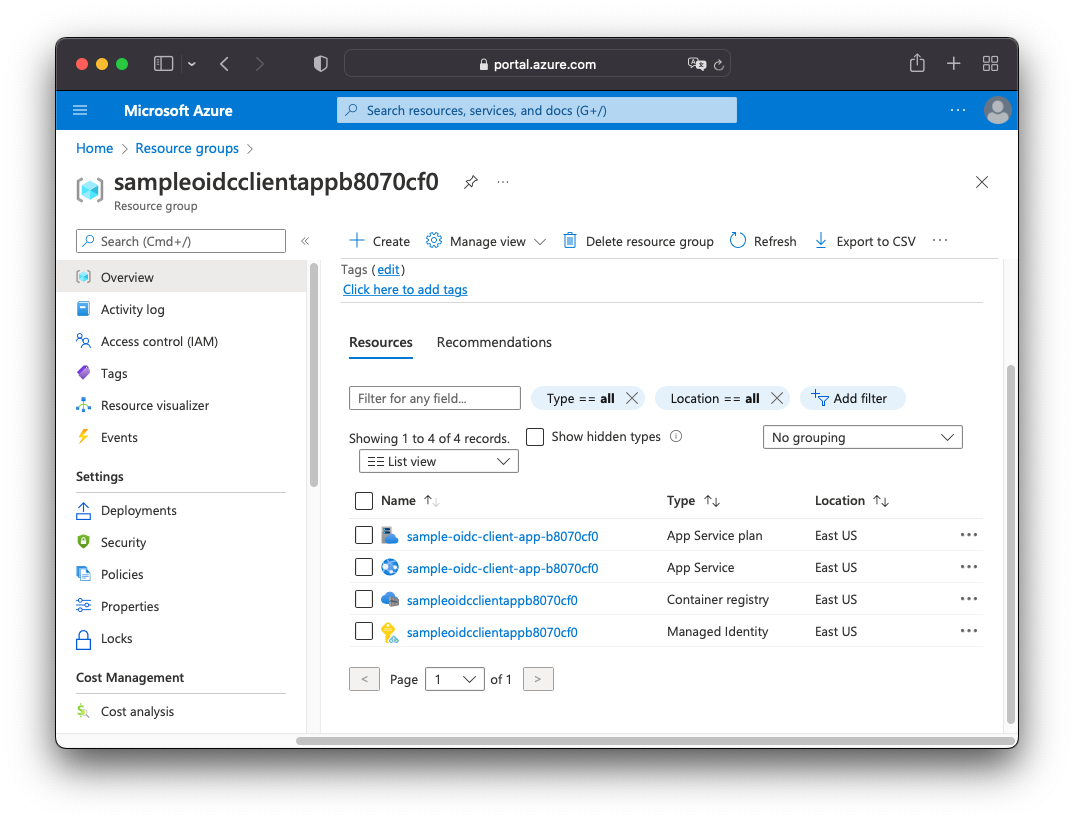 portal.azure.com
Microsoft Azure
Search resources, services, and docs (G+/)
Home > Resource groups >
sampleoidcclientappb8070cf0
Resource group
Search (Cmd+/)
Create
Manage view
Delete resource group
Refresh
Export to CSV
Overview
Activity log
Access control (IAM)
Tags
Resource visualizer
Events
Settings
Deployments
Security
Policies
Properties
Locks
Cost Management
Cost analysis
Tags (edit)
Click here to add tags
Resources Recommendations
Filter for any field...
Type == all
Location == all
Add filter
Showing 1 to 4 of 4 records.
Show hidden types
No grouping
List view
Name Type Location
sample-oidc-client-app-b8070cf0 App Service plan East US
sample-oidc-client-app-b8070cf0 App Service East US
sampleoidcclientappb8070cf0 Container registry East US
sampleoidcclientappb8070cf0 Managed Identity East US
< Page 1 of 1 >